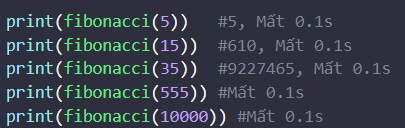 print(fibonacci(5))   #5, Mất 0.1s
print(fibonacci(15))  #610, Mất 0.1s
print(fibonacci(35))  #9227465, Mất 0.1s
print(fibonacci(555)) #Mất 0.1s
print(fibonacci(10000)) #Mất 0.1s